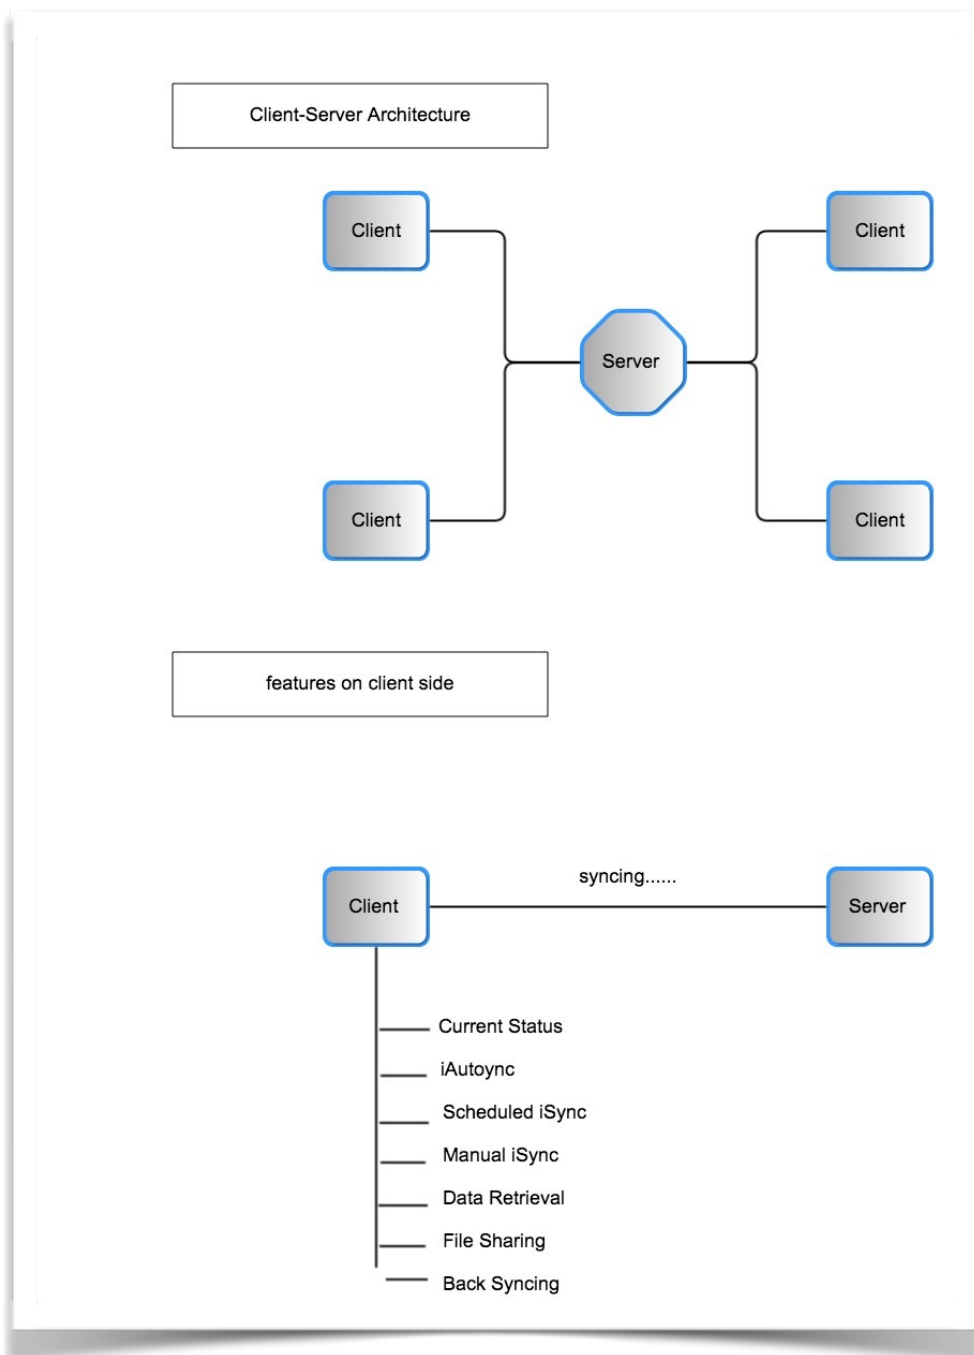 Client-Server Architecture
Client
Client
Server
Client
Client
features on client side
syncing......
Client
Server
Current Status
iAutoync
Scheduled iSync
Manual iSync
Data Retrieval
File Sharing
Back Syncing